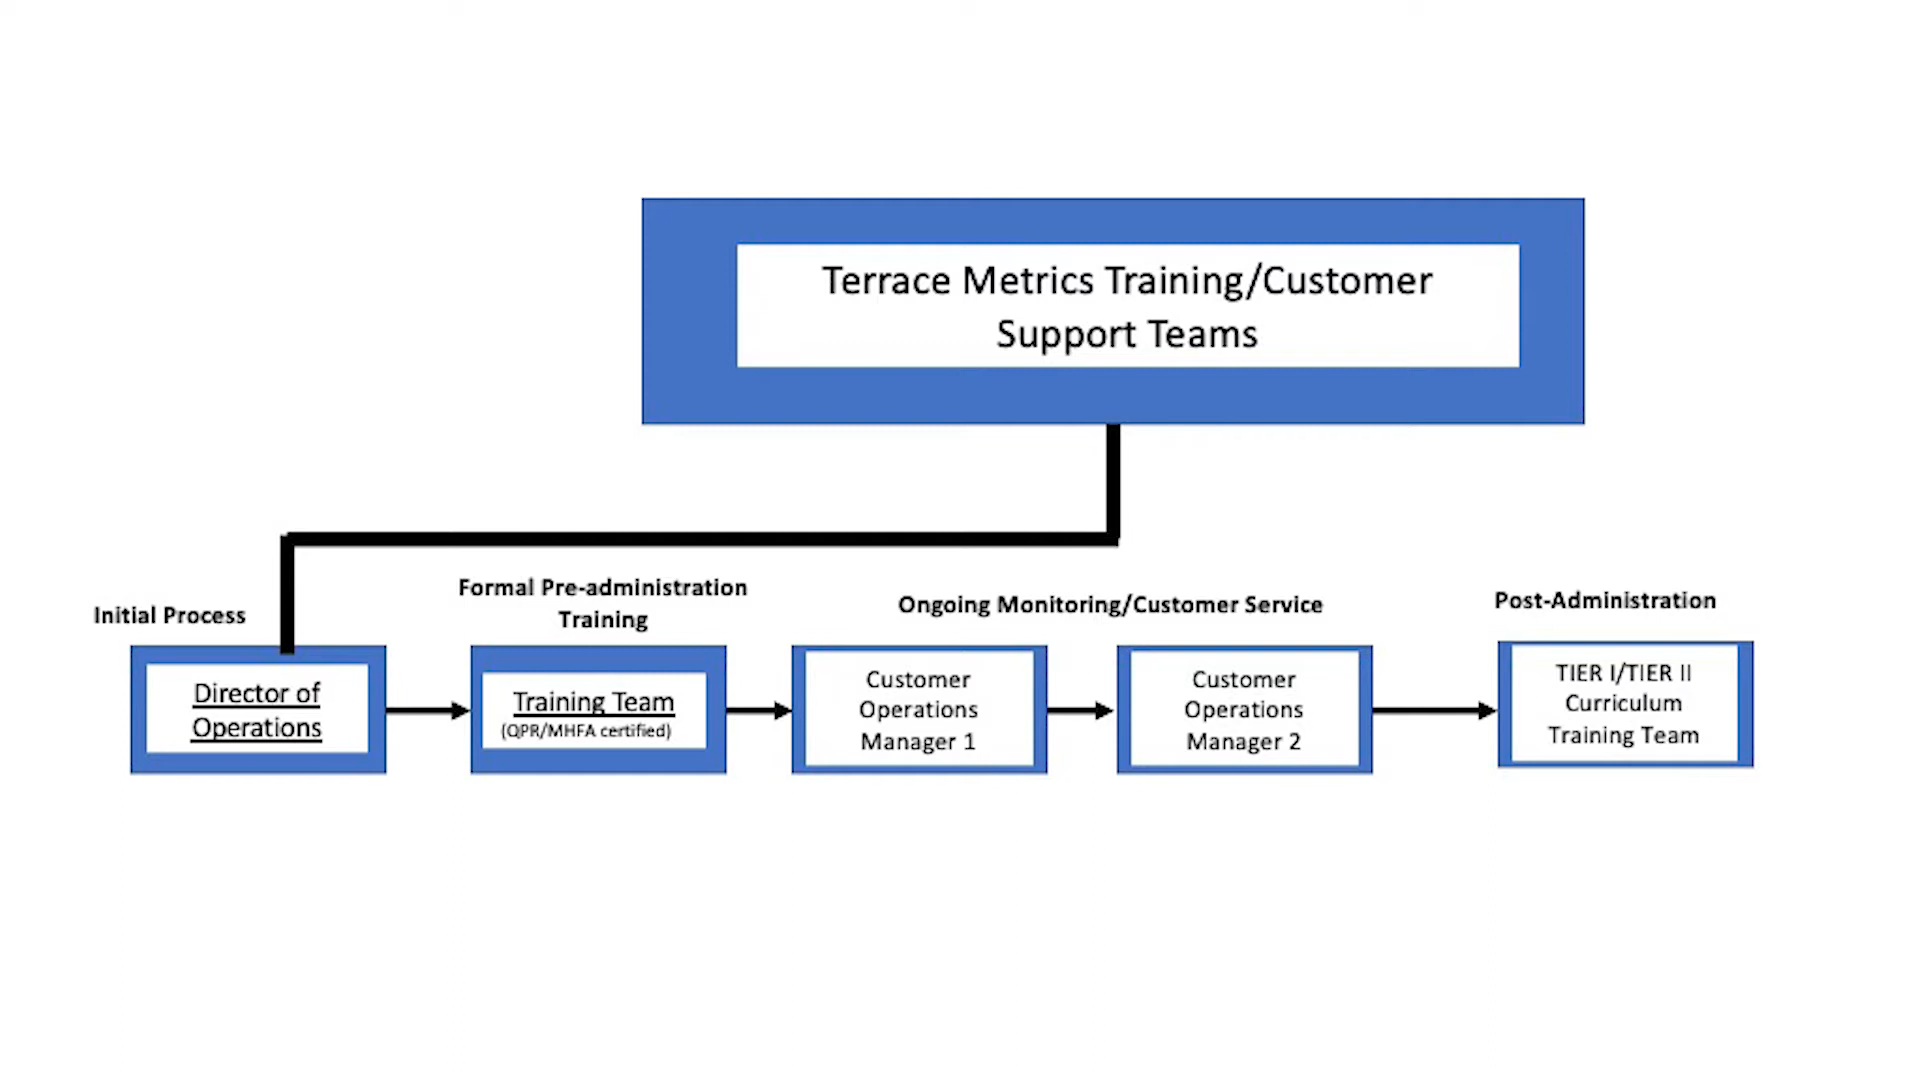 Terrace Metrics Training/Customer
Support Teams
Initial Process
Formal Pre-administration
Training
Ongoing Monitoring/Customer Service
Post-Administration
Director of
Operations
Training Team
(QPR/MHFA certified)
Customer
Operations
Manager 1
Customer
Operations
Manager 2
TIER I/TIER II
Curriculum
Training Team